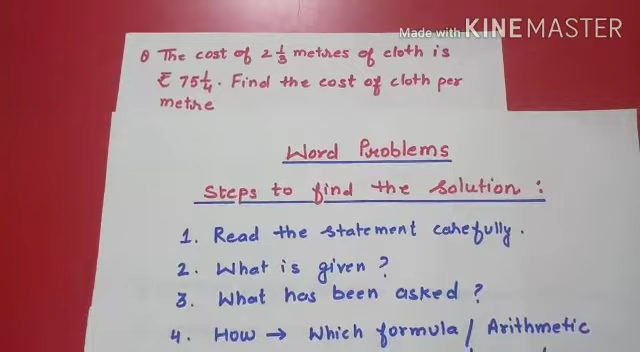 Made with KINEMASTER
Q The cost of 2 1/3 metres of cloth is
₹ 75 1/4. Find the cost of cloth per
metre
Word Problems
Steps to find the solution :
1. Read the statement carefully.
2. What is given ?
3. What has been asked ?
4. How → Which formula / Arithmetic